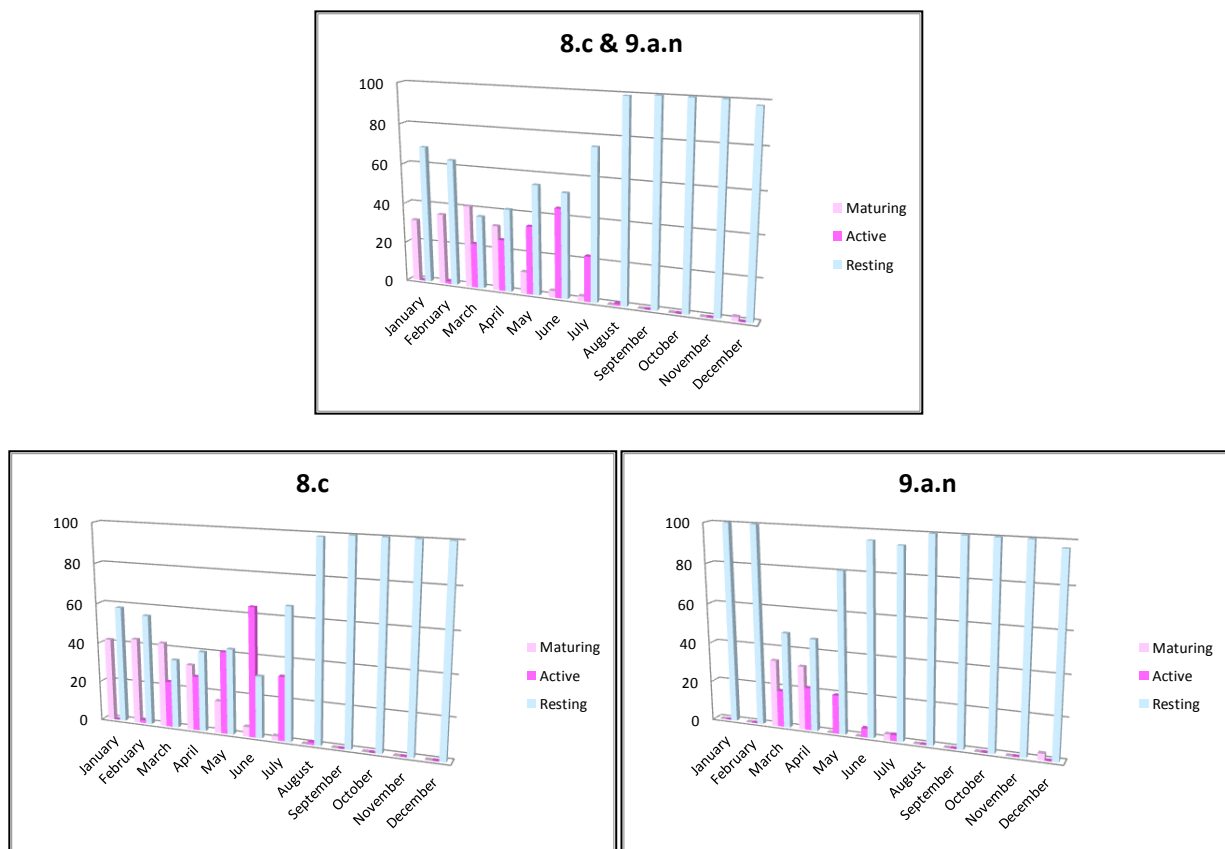 8.c & 9.a.n
100
80
60
40
20
0
January
February
March
April
May
June
July
August
September
October
November
December
Maturing
Active
Resting
8.c
100
80
60
40
20
0
January
February
March
April
May
June
July
August
September
October
November
December
Maturing
Active
Resting
9.a.n
100
80
60
40
20
0
January
February
March
April
May
June
July
August
September
October
November
December
Maturing
Active
Resting